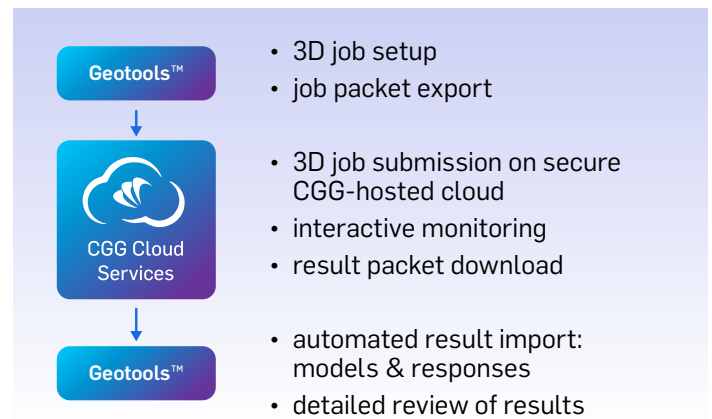 Geotools™
• 3D job setup
• job packet export
CGG Cloud
Services
• 3D job submission on secure
CGG-hosted cloud
• interactive monitoring
• result packet download
Geotools™
• automated result import:
models & responses
• detailed review of results